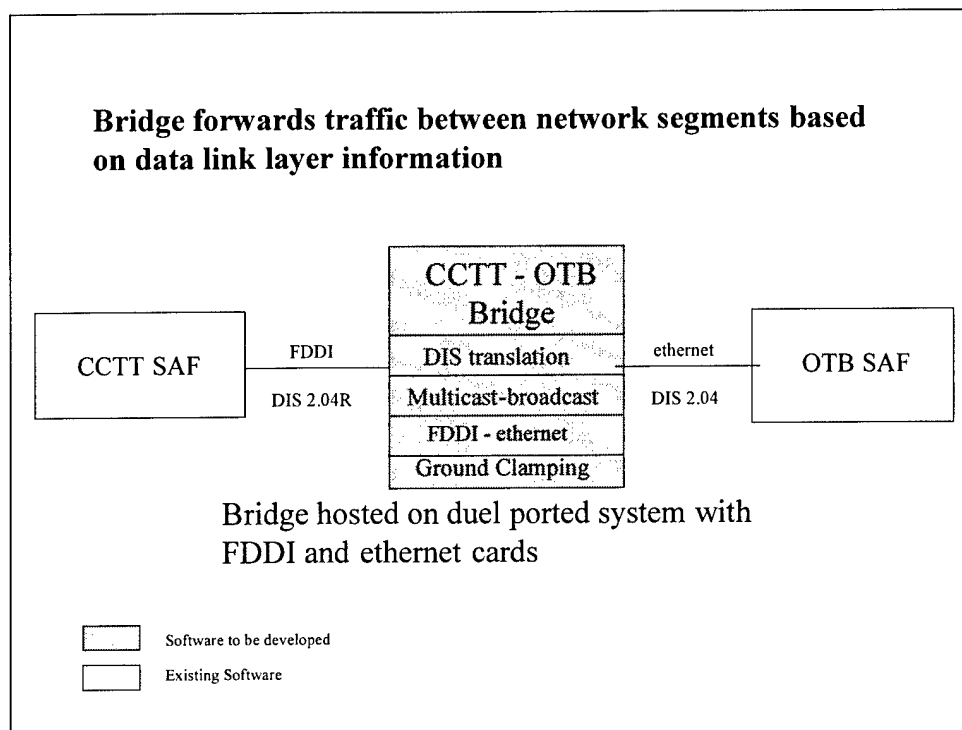 Bridge forwards traffic between network segments based
on data link layer information
CCTT - OTB
Bridge
CCTT SAF
FDDI
DIS 2.04R
DIS translation
Multicast-broadcast
FDDI - ethernet
Ground Clamping
ethernet
DIS 2.04
OTB SAF
Bridge hosted on duel ported system with
FDDI and ethernet cards
Software to be developed
Existing Software